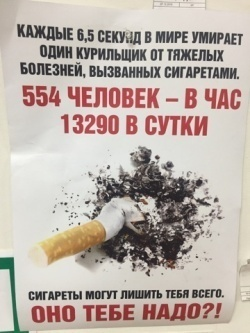 КАЖДЫЕ 6,5 СЕКУНД В МИРЕ УМИРАЕТ
ОДИН КУРИЛЬЩИК ОТ ТЯЖЕЛЫХ
БОЛЕЗНЕЙ, ВЫЗВАННЫХ СИГАРЕТАМИ.
554 ЧЕЛОВЕК – В ЧАС
13290 В СУТКИ
СИГАРЕТЫ МОГУТ ЛИШИТЬ ТЕБЯ ВСЕГО.
ОНО ТЕБЕ НАДО?!